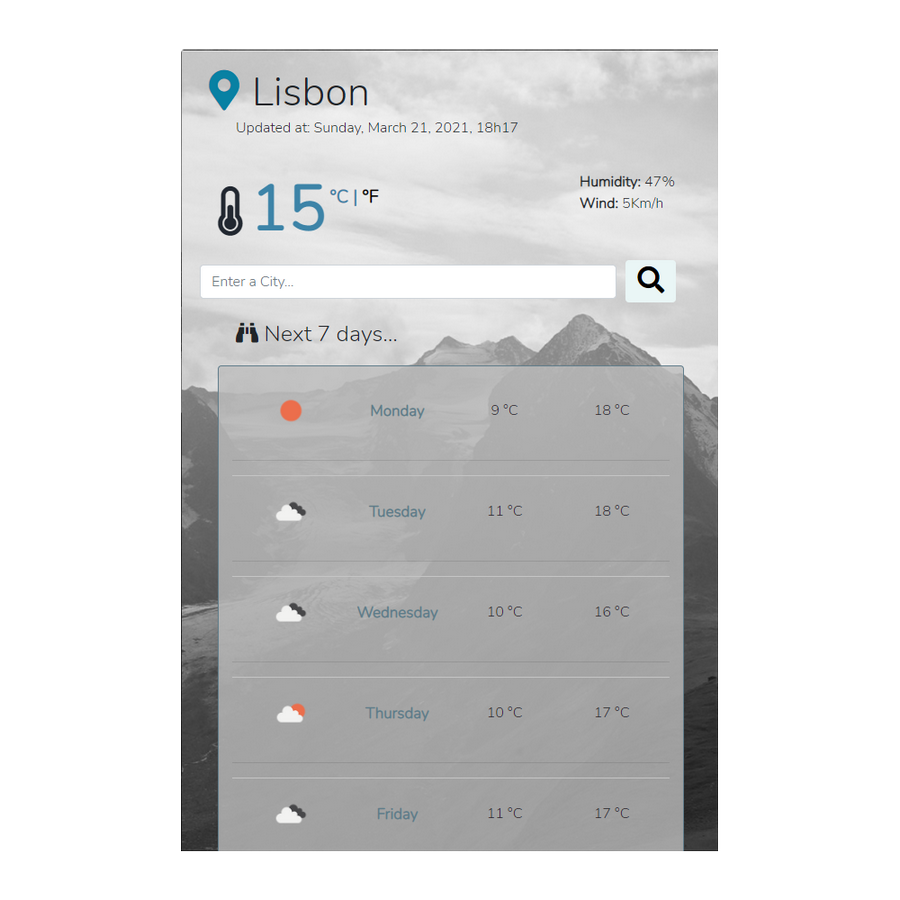 Lisbon
Updated at: Sunday, March 21, 2021, 18h17
15 °C | °F
Humidity: 47%
Wind: 5Km/h
Enter a City...
Next 7 days...
Monday 9 °C 18 °C
Tuesday 11 °C 18 °C
Wednesday 10 °C 16 °C
Thursday 10 °C 17 °C
Friday 11 °C 17 °C